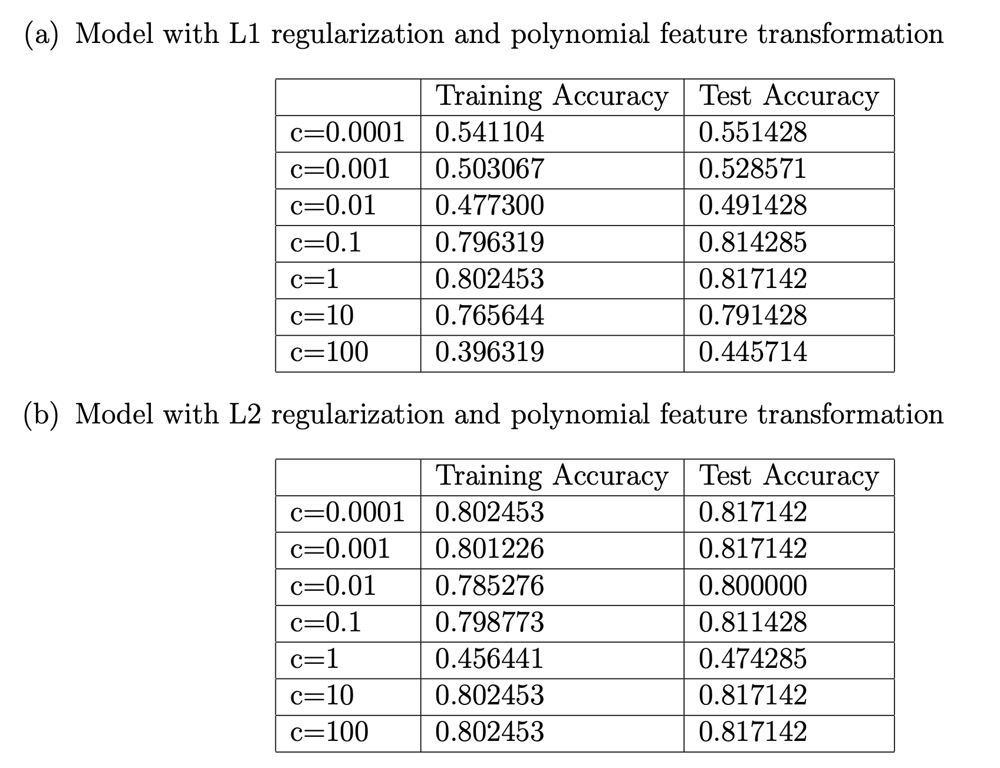 (a) Model with L1 regularization and polynomial feature transformation
Training Accuracy Test Accuracy
c=0.0001 0.541104 0.551428
c=0.001 0.503067 0.528571
c=0.01 0.477300 0.491428
c=0.1 0.796319 0.814285
c=1 0.802453 0.817142
c=10 0.765644 0.791428
c=100 0.396319 0.445714
(b) Model with L2 regularization and polynomial feature transformation
Training Accuracy Test Accuracy
c=0.0001 0.802453 0.817142
c=0.001 0.801226 0.817142
c=0.01 0.785276 0.800000
c=0.1 0.798773 0.811428
c=1 0.456441 0.474285
c=10 0.802453 0.817142
c=100 0.802453 0.817142